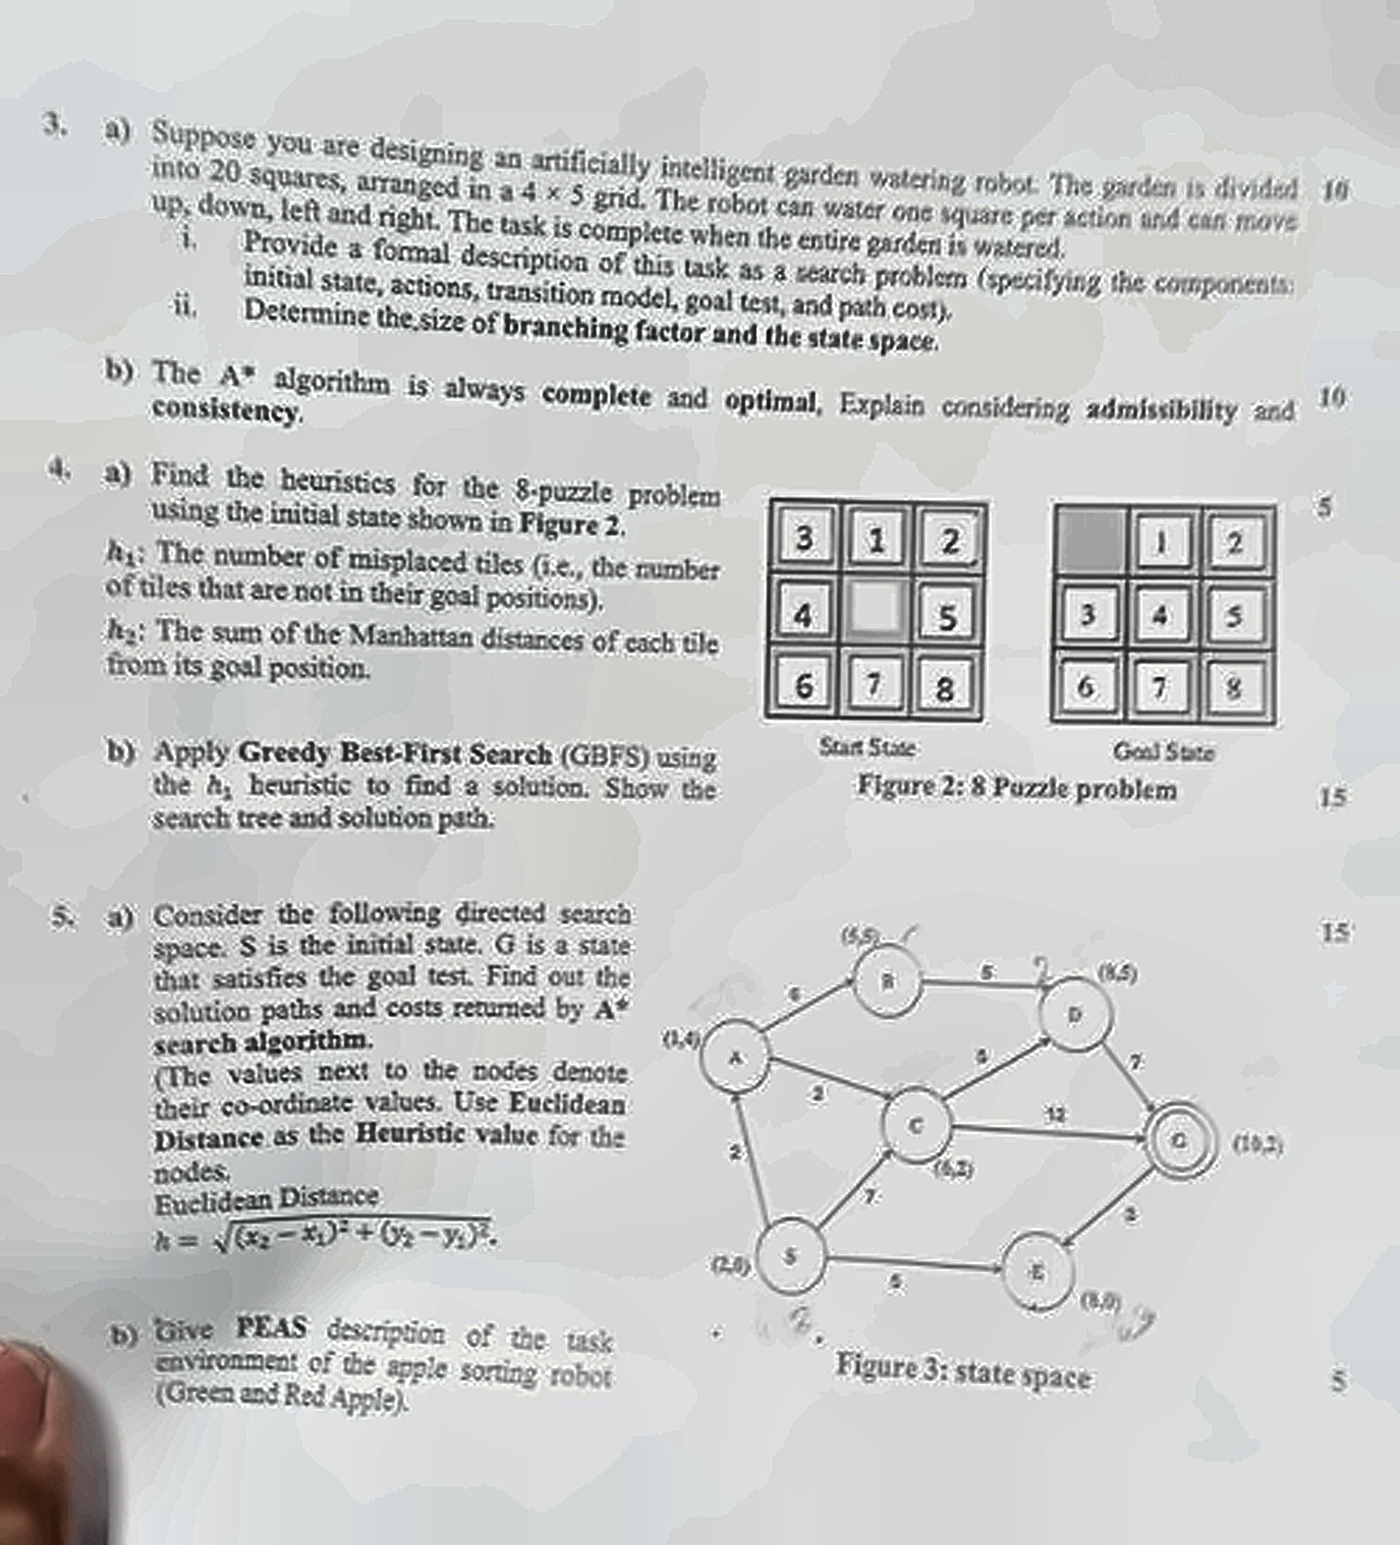 3. a) Suppose you are designing an artificially intelligent garden watering robot. The garden is divided 10
into 20 squares, arranged in a 4 × 5 grid. The robot can water one square per action and can move
up, down, left and right. The task is complete when the entire garden is watered.
i. Provide a formal description of this task as a search problem (specifying the components:
initial state, actions, transition model, goal test, and path cost).
ii. Determine the size of branching factor and the state space.
b) The A* algorithm is always complete and optimal, Explain considering admissibility and 10
consistency.
4. a) Find the heuristics for the 8-puzzle problem 5
using the initial state shown in Figure 2.
h₁: The number of misplaced tiles (i.e., the number
of tiles that are not in their goal positions).
h₂: The sum of the Manhattan distances of each tile
from its goal position.
3 1 2
4 5
6 7 8
Start State
1 2
3 4 5
6 7 8
Goal State
Figure 2: 8 Puzzle problem
b) Apply Greedy Best-First Search (GBFS) using 15
the heuristic to find a solution. Show the
search tree and solution path.
5. a) Consider the following directed search 15
space. S is the initial state. G is a state
that satisfies the goal test. Find out the
solution paths and costs returned by A*
search algorithm.
(The values next to the nodes denote
their co-ordinate values. Use Euclidean
Distance as the Heuristic value for the
nodes.
Euclidean Distance
h = √(x₂ − x₁)² + (y₂ − y₁)².
B
5
(8,5)
D
(1,4)
A
2
7
C
12
G
(10,2)
(6,2)
2
7
S
(2,0)
E
(8,0)
Figure 3: state space
b) Give PEAS description of the task 5
environment of the apple sorting robot
(Green and Red Apple).